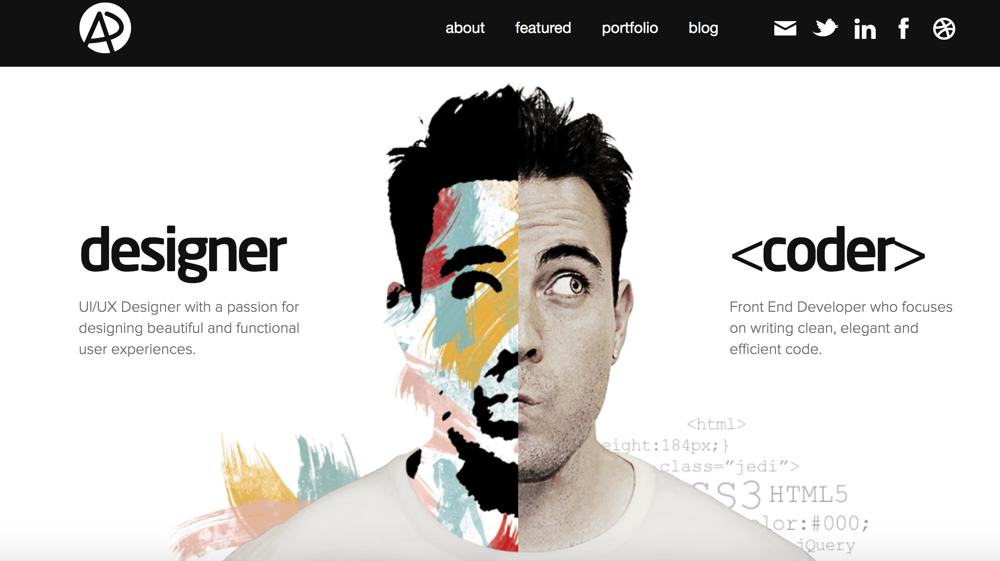 about featured portfolio blog
designer
UI/UX Designer with a passion for
designing beautiful and functional
user experiences.
<coder>
Front End Developer who focuses
on writing clean, elegant and
efficient code.
<html>
eight:184px;}
class="jedi">
SS3 HTML5
olor:#000;
jQuery